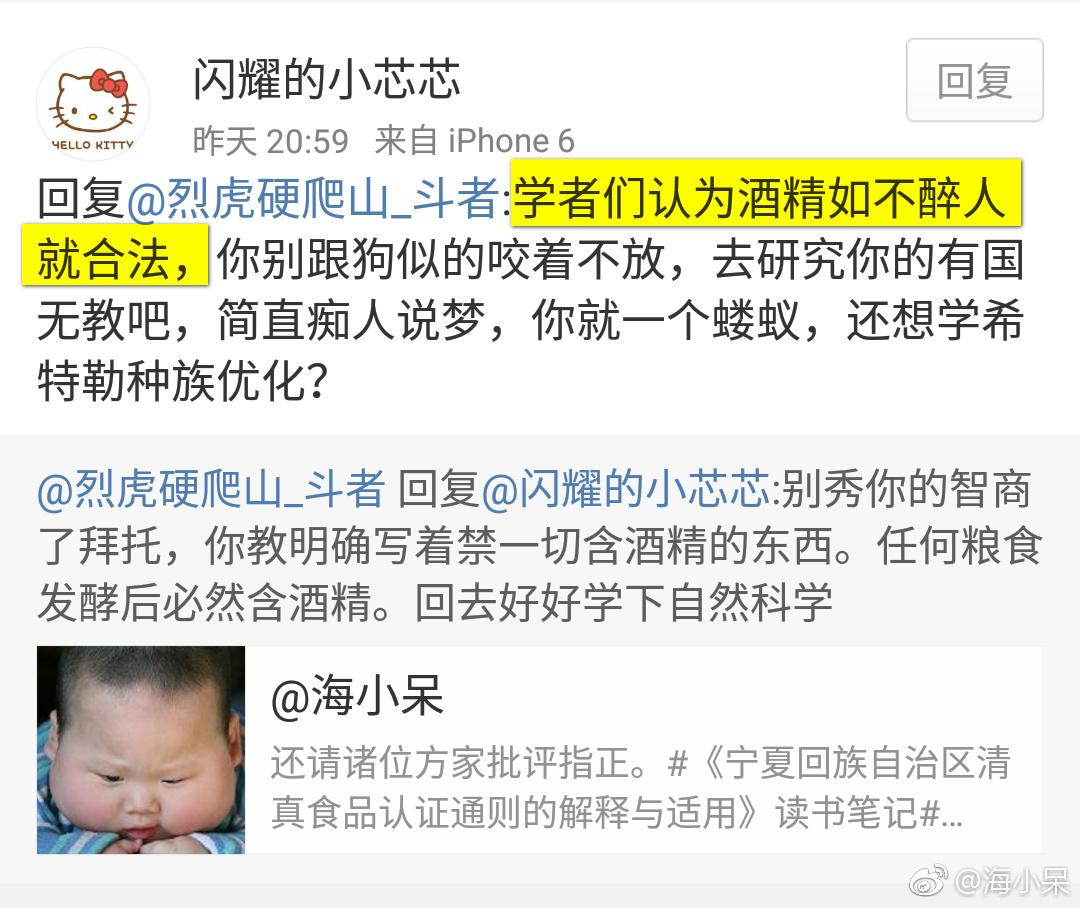 闪耀的小芯芯
回复
昨天 20:59 来自 iPhone 6
HELLO KITTY
回复@烈虎硬爬山_斗者:学者们认为酒精如不醉人
就合法，你别跟狗似的咬着不放，去研究你的有国
无教吧，简直痴人说梦，你就一个蝼蚁，还想学希
特勒种族优化？
@烈虎硬爬山_斗者 回复@闪耀的小芯芯:别秀你的智商
了拜托，你教明确写着禁一切含酒精的东西。任何粮食
发酵后必然含酒精。回去好好学下自然科学
@海小呆
还请诸位方家批评指正。#《宁夏回族自治区清
真食品认证通则的解释与适用》读书笔记#...
@海小呆